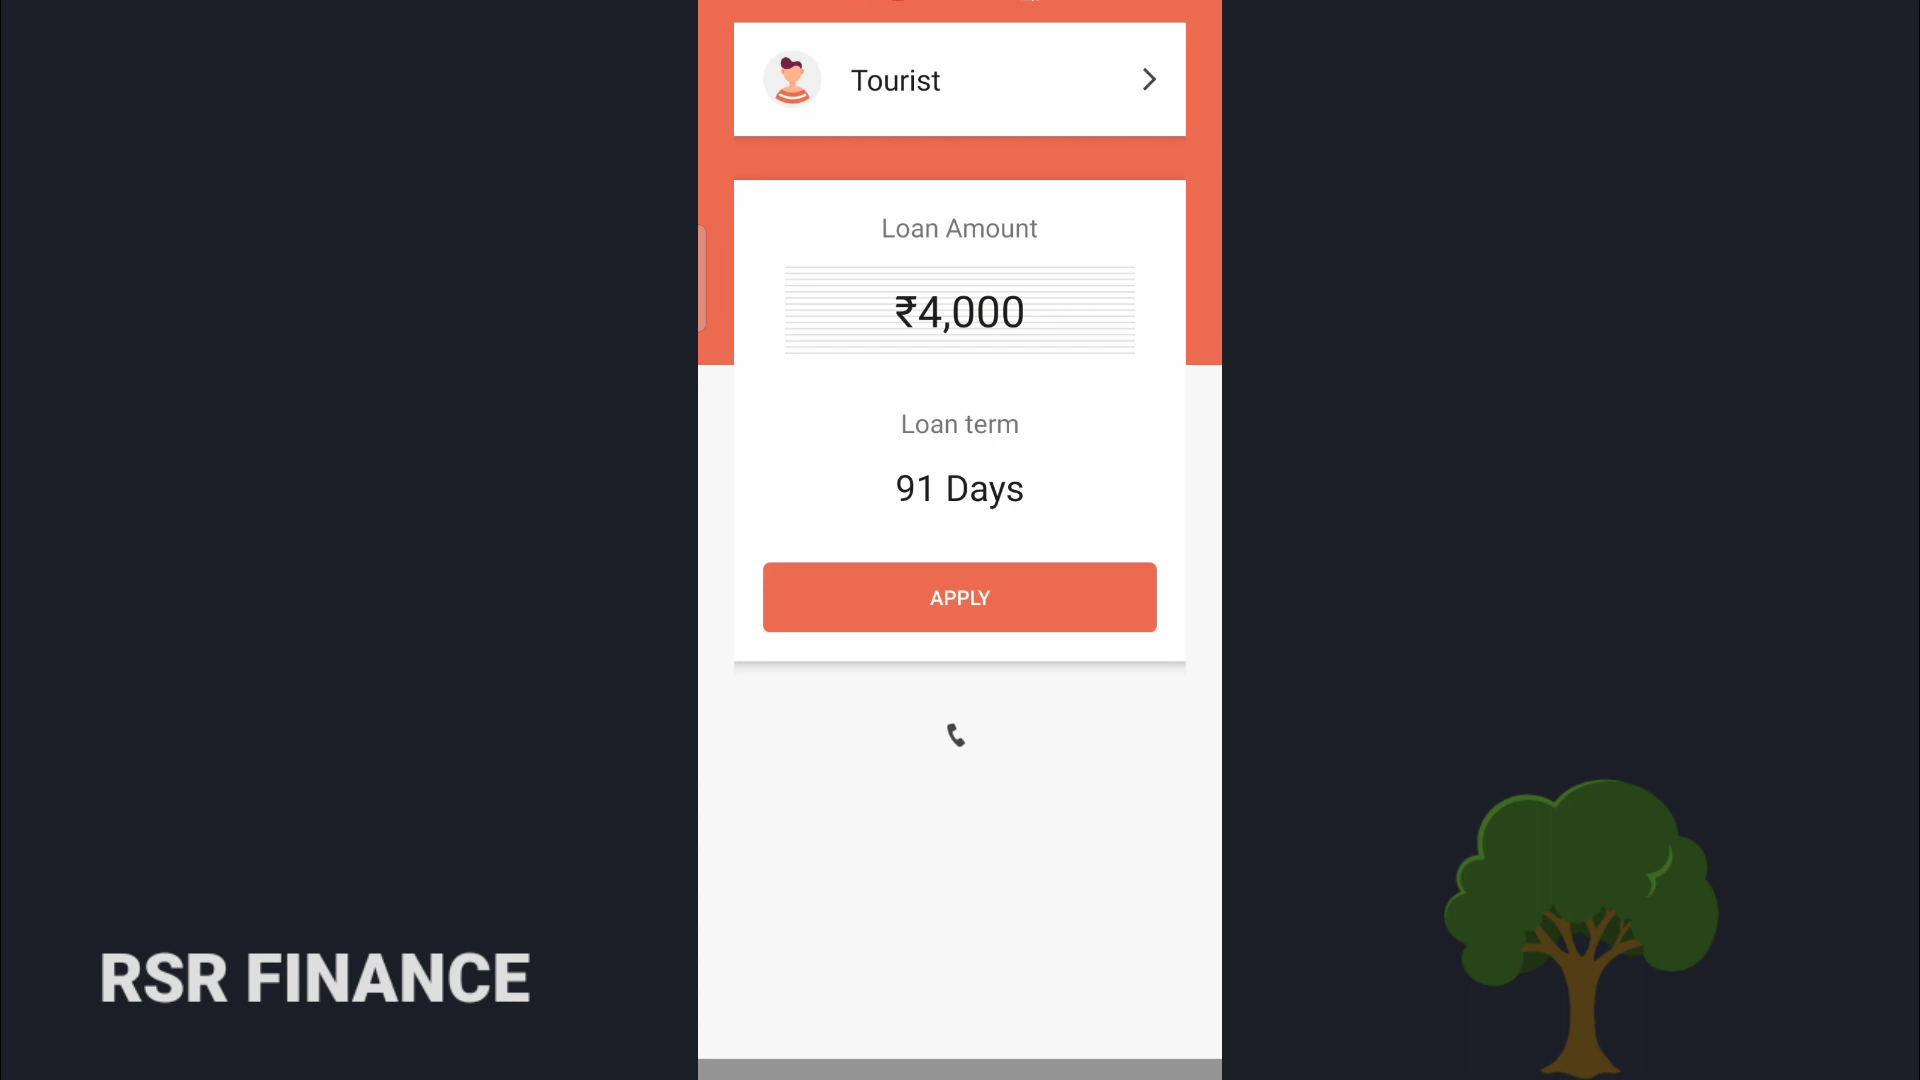 Tourist
Loan Amount
₹4,000
Loan term
91 Days
APPLY
RSR FINANCE